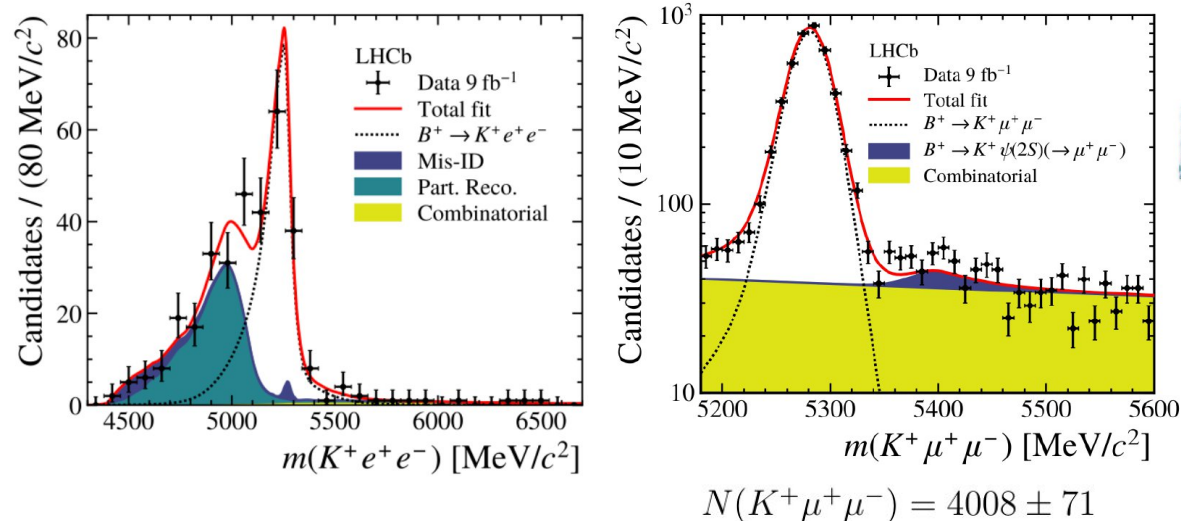 Candidates / (80 MeV/c²)
80
60
40
20
0
4500
5000
5500
6000
6500
m(K⁺e⁺e⁻) [MeV/c²]
LHCb
Data 9 fb⁻¹
Total fit
B⁺ → K⁺e⁺e⁻
Mis-ID
Part. Reco.
Combinatorial
Candidates / (10 MeV/c²)
10³
100
10
5200
5300
5400
5500
5600
m(K⁺μ⁺μ⁻) [MeV/c²]
LHCb
Data 9 fb⁻¹
Total fit
B⁺ → K⁺μ⁺μ⁻
B⁺ → K⁺ψ(2S)(→ μ⁺μ⁻)
Combinatorial
N(K⁺μ⁺μ⁻) = 4008 ± 71